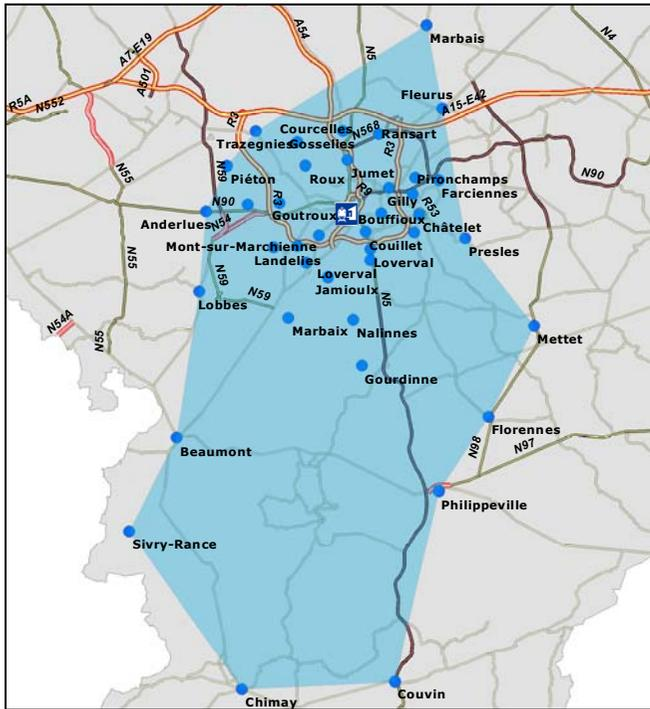 Marbais
A54
N5
N4
A7-E19
A501
R5A
N552
Fleurus
A15-E42
R3
Courcelles
N568
Ransart
Trazegnies
Gosselies
R3
N55
N59
Piéton
Roux
Jumet
Pironchamps
N90
R9
Farciennes
N90
R3
Gilly
R53
Anderlues
N54
Goutroux
Bouffioux
Châtelet
Mont-sur-Marchienne
Couillet
Presles
N55
N59
Landelies
Loverval
Loverval
Jamioulx
N59
N5
Lobbes
N54A
N55
Marbaix
Nalinnes
Mettet
Gourdinne
Florennes
N98
N97
Beaumont
Philippeville
Sivry-Rance
Chimay
Couvin